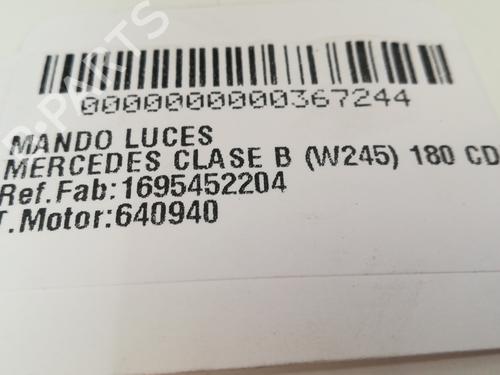 0000000000367244
MANDO LUCES
MERCEDES CLASE B (W245) 180 CD
Ref.Fab:1695452204
T.Motor:640940